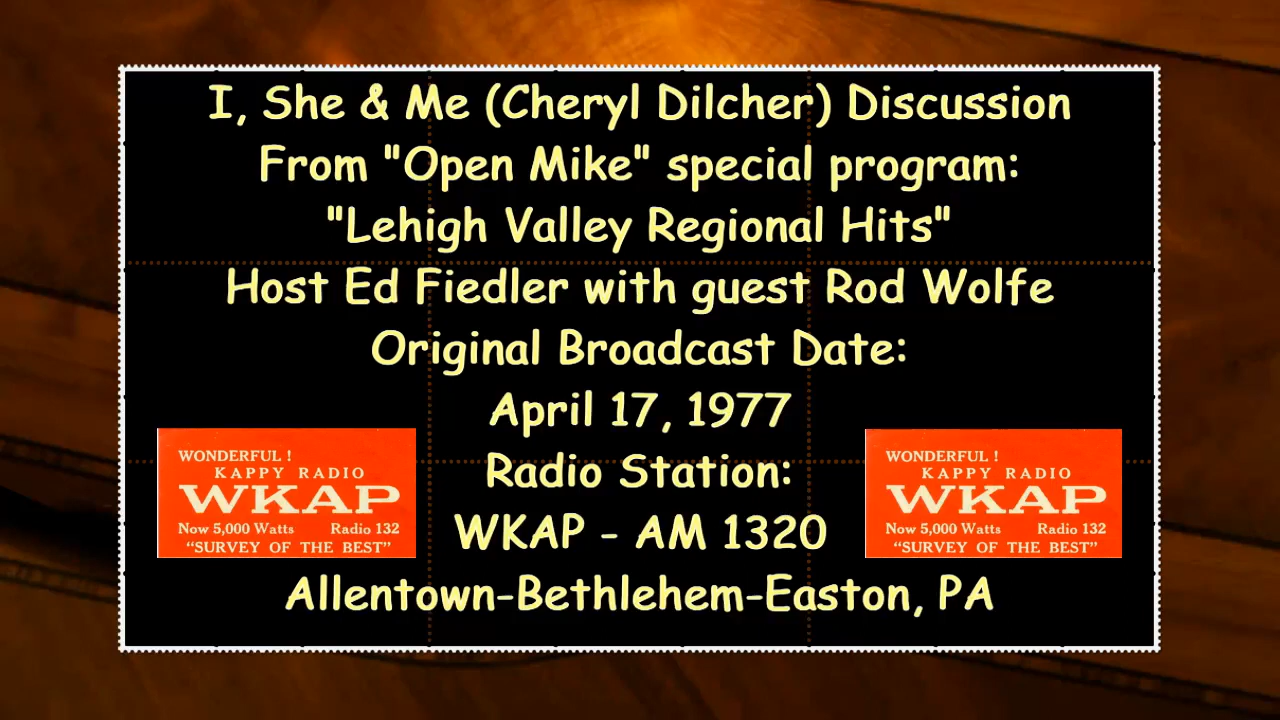 I, She & Me (Cheryl Dilcher) Discussion
From "Open Mike" special program:
"Lehigh Valley Regional Hits"
Host Ed Fiedler with guest Rod Wolfe
Original Broadcast Date:
April 17, 1977
Radio Station:
WKAP - AM 1320
Allentown-Bethlehem-Easton, PA
WONDERFUL !
KAPPY RADIO
WKAP
Now 5,000 Watts Radio 132
“SURVEY OF THE BEST”
WONDERFUL !
KAPPY RADIO
WKAP
Now 5,000 Watts Radio 132
“SURVEY OF THE BEST”